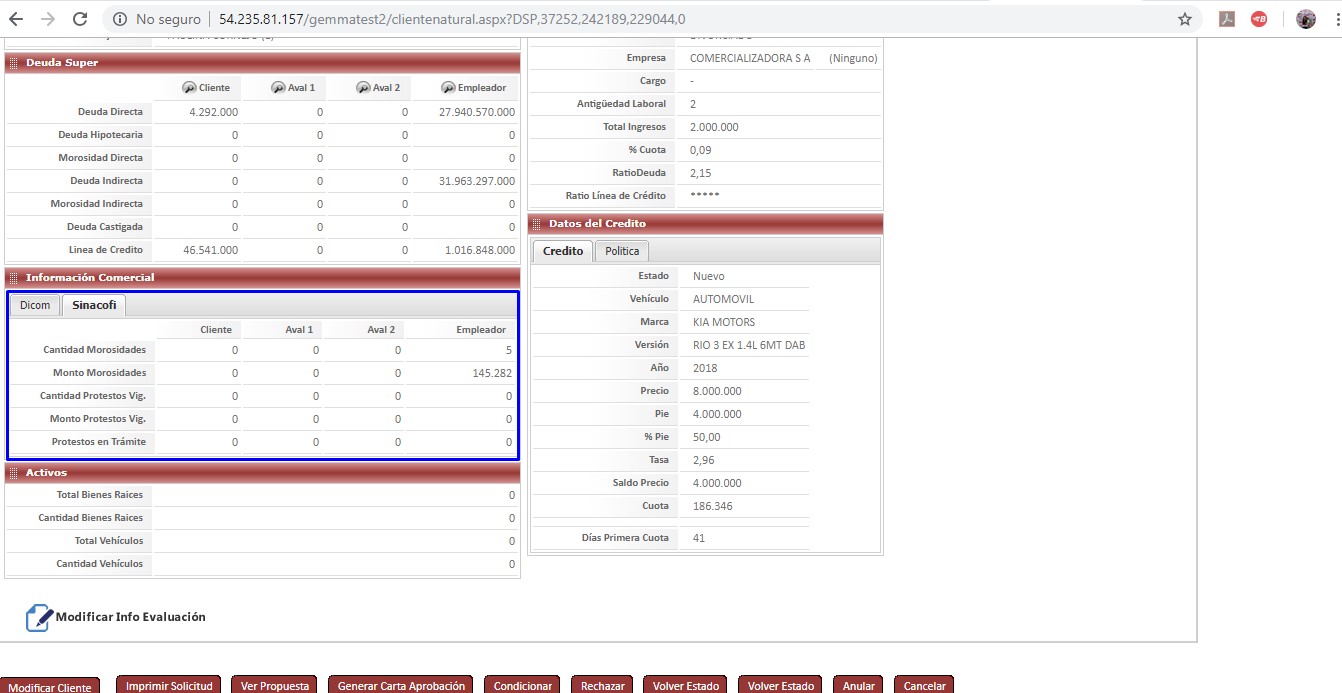 No seguro | 54.235.81.157/gemmatest2/clientenatural.aspx?DSP,37252,242189,229044,0
Deuda Super
Cliente Aval 1 Aval 2 Empleador
Deuda Directa 4.292.000 0 0 27.940.570.000
Deuda Hipotecaria 0 0 0 0
Morosidad Directa 0 0 0 0
Deuda Indirecta 0 0 0 31.963.297.000
Morosidad Indirecta 0 0 0 0
Deuda Castigada 0 0 0 0
Linea de Credito 46.541.000 0 0 1.016.848.000
Información Comercial
Dicom Sinacofi
Cliente Aval 1 Aval 2 Empleador
Cantidad Morosidades 0 0 0 5
Monto Morosidades 0 0 0 145.282
Cantidad Protestos Vig. 0 0 0 0
Monto Protestos Vig. 0 0 0 0
Protestos en Trámite 0 0 0 0
Activos
Total Bienes Raices 0
Cantidad Bienes Raices 0
Total Vehículos 0
Cantidad Vehículos 0
Empresa COMERCIALIZADORA S A (Ninguno)
Cargo -
Antigüedad Laboral 2
Total Ingresos 2.000.000
% Cuota 0,09
RatioDeuda 2,15
Ratio Línea de Crédito *****
Datos del Credito
Credito Politica
Estado Nuevo
Vehículo AUTOMOVIL
Marca KIA MOTORS
Versión RIO 3 EX 1.4L 6MT DAB
Año 2018
Precio 8.000.000
Pie 4.000.000
% Pie 50,00
Tasa 2,96
Saldo Precio 4.000.000
Cuota 186.346
Días Primera Cuota 41
Modificar Info Evaluación
Modificar Cliente Imprimir Solicitud Ver Propuesta Generar Carta Aprobación Condicionar Rechazar Volver Estado Volver Estado Anular Cancelar